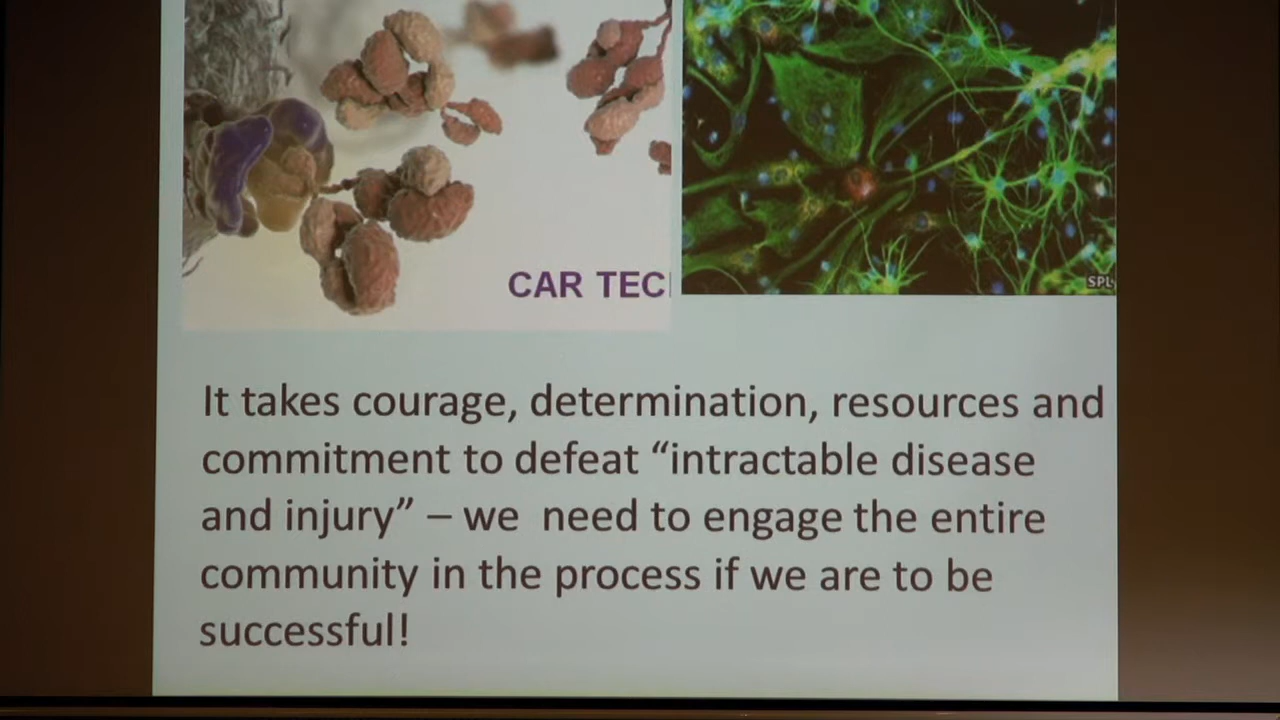 CAR TEC
SPL
It takes courage, determination, resources and
commitment to defeat “intractable disease
and injury” – we  need to engage the entire
community in the process if we are to be
successful!